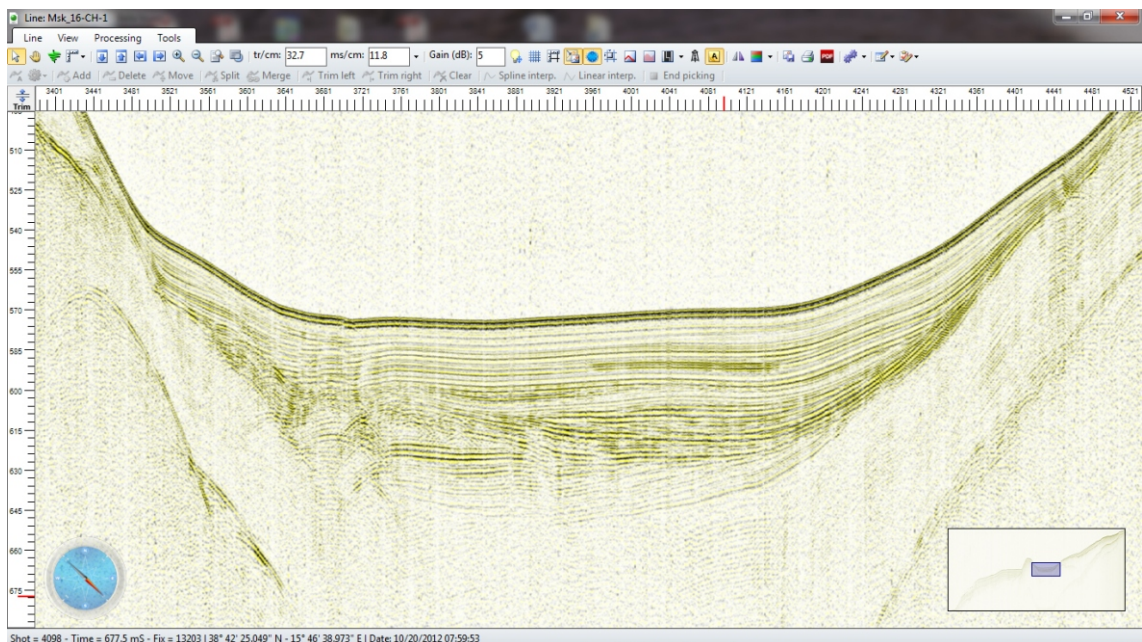 Line: Msk_16-CH-1
Line View Processing Tools
tr/cm: 32.7 ms/cm: 11.8 Gain (dB): 5 A PDF
Add Delete Move Split Merge Trim left Trim right Clear Spline interp. Linear interp. End picking
Trim 3401 3441 3481 3521 3561 3601 3641 3681 3721 3761 3801 3841 3881 3921 3961 4001 4041 4081 4121 4161 4201 4241 4281 4321 4361 4401 4441 4481 4521
510
525
540
555
570
585
600
615
630
645
660
675
Shot = 4098 - Time = 677.5 mS - Fix = 13203 | 38° 42' 25.049" N - 15° 46' 38.973" E | Date: 10/20/2012 07:59:53